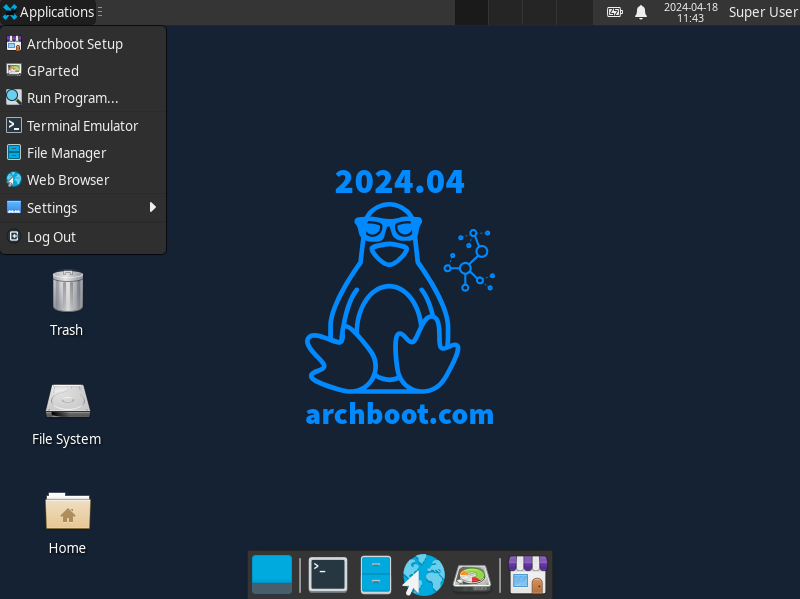 Applications
2024-04-18
11:43
Super User
Archboot Setup
GParted
Run Program...
Terminal Emulator
File Manager
Web Browser
Settings
Log Out
2024.04
archboot.com
Trash
File System
Home